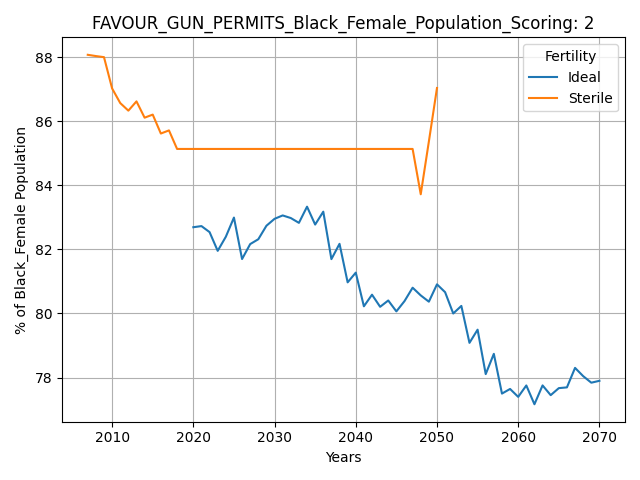 FAVOUR_GUN_PERMITS_Black_Female_Population_Scoring: 2
Fertility
Ideal
Sterile
% of Black_Female Population
88
86
84
82
80
78
2010 2020 2030 2040 2050 2060 2070
Years